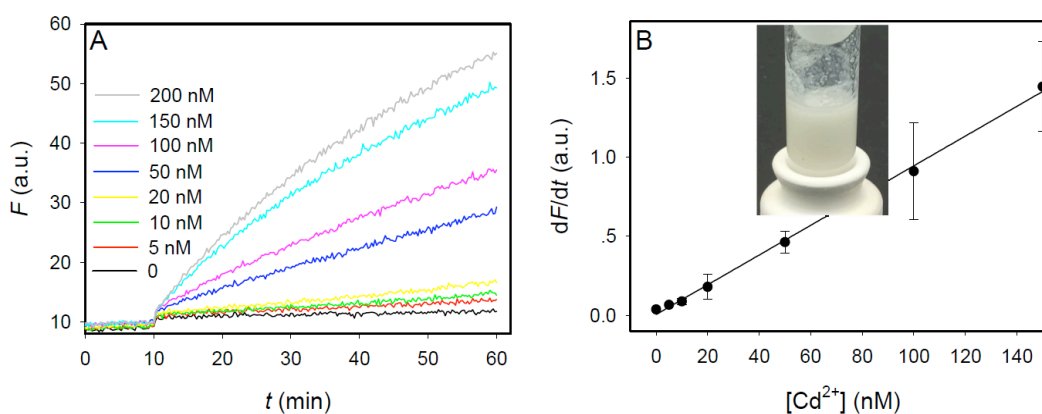 A
60
50
40
30
20
10
F (a.u.)
200 nM
150 nM
100 nM
50 nM
20 nM
10 nM
5 nM
0
0 10 20 30 40 50 60
t (min)
B
1.5
1.0
.5
0.0
dF/dt (a.u.)
0 20 40 60 80 100 120 140
[Cd²⁺] (nM)